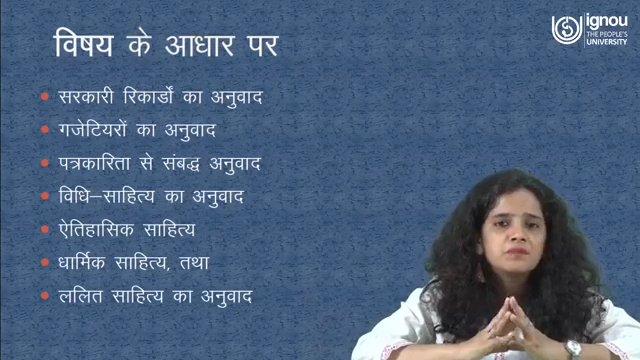 ignou
THE PEOPLE'S
UNIVERSITY
विषय के आधार पर
सरकारी रिकार्डों का अनुवाद
गजेटियरों का अनुवाद
पत्रकारिता से संबद्ध अनुवाद
विधि–साहित्य का अनुवाद
ऐतिहासिक साहित्य
धार्मिक साहित्य, तथा
ललित साहित्य का अनुवाद